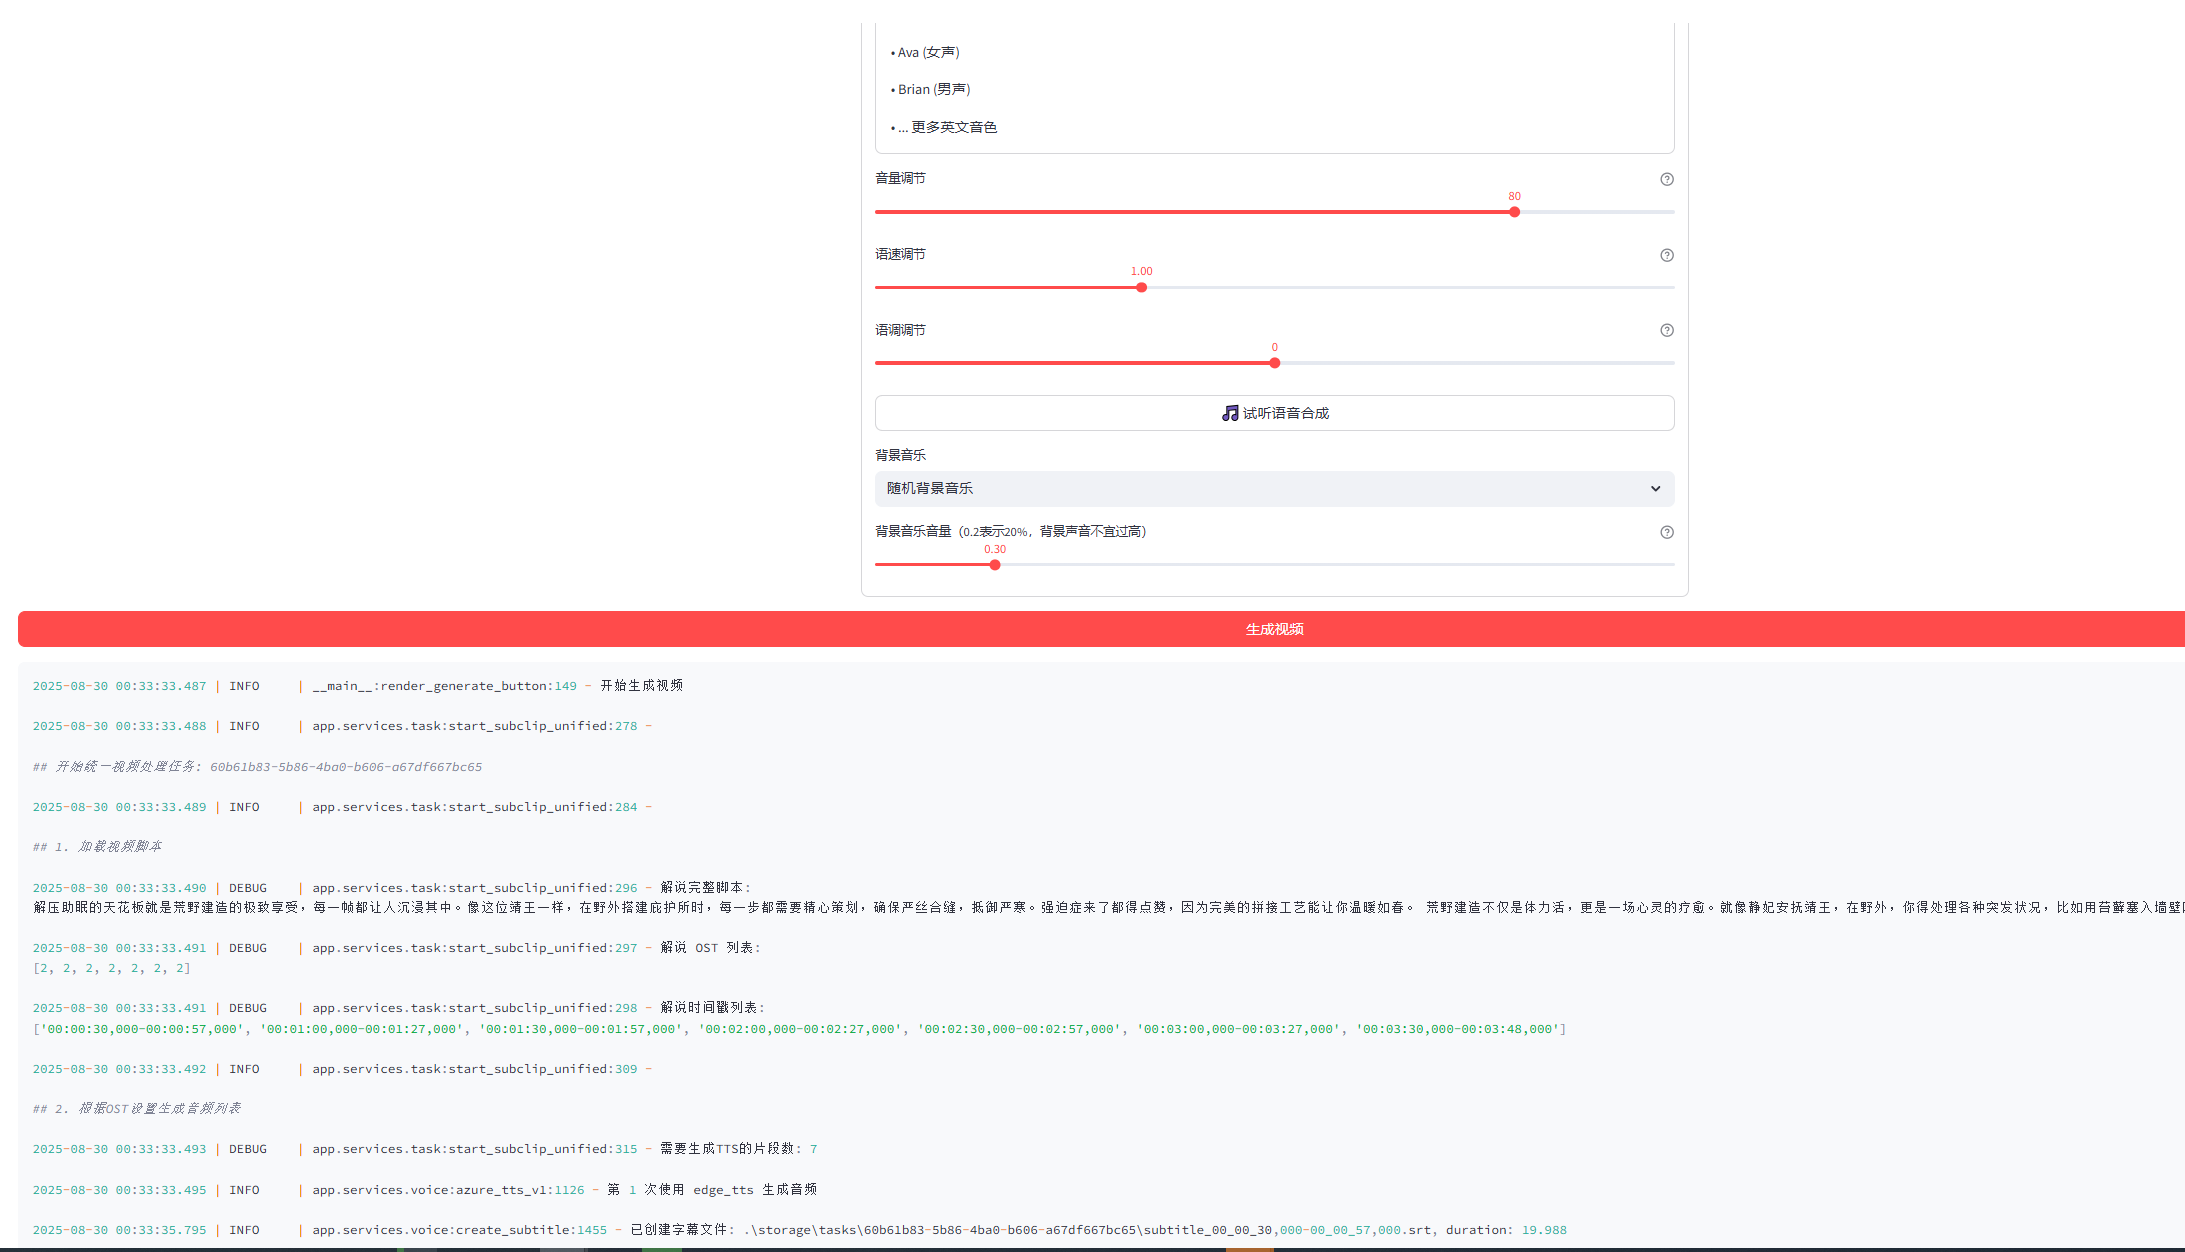 • Ava (女声)
• Brian (男声)
• ... 更多英文音色
音量调节
80
语速调节
1.00
语调调节
0
试听语音合成
背景音乐
随机背景音乐
背景音乐音量（0.2表示20%，背景声音不宜过高）
0.30
生成视频
2025-08-30 00:33:33.487 | INFO     | __main__:render_generate_button:149 - 开始生成视频
2025-08-30 00:33:33.488 | INFO     | app.services.task:start_subclip_unified:278 -
## 开始统一视频处理任务: 60b61b83-5b86-4ba0-b606-a67df667bc65
2025-08-30 00:33:33.489 | INFO     | app.services.task:start_subclip_unified:284 -
## 1. 加载视频脚本
2025-08-30 00:33:33.490 | DEBUG    | app.services.task:start_subclip_unified:296 - 解说完整脚本:
解压助眠的天花板就是荒野建造的极致享受，每一帧都让人沉浸其中。像这位靖王一样，在野外搭建庇护所时，每一步都需要精心策划，确保严丝合缝，抵御严寒。强迫症来了都得点赞，因为完美的拼接工艺能让你温暖如春。 荒野建造不仅是体力活，更是一场心灵的疗愈。就像静妃安抚靖王，在野外，你得处理各种突发状况，比如用苔藓塞入墙壁
2025-08-30 00:33:33.491 | DEBUG    | app.services.task:start_subclip_unified:297 - 解说 OST 列表:
[2, 2, 2, 2, 2, 2, 2]
2025-08-30 00:33:33.491 | DEBUG    | app.services.task:start_subclip_unified:298 - 解说时间戳列表:
['00:00:30,000-00:00:57,000', '00:01:00,000-00:01:27,000', '00:01:30,000-00:01:57,000', '00:02:00,000-00:02:27,000', '00:02:30,000-00:02:57,000', '00:03:00,000-00:03:27,000', '00:03:30,000-00:03:48,000']
2025-08-30 00:33:33.492 | INFO     | app.services.task:start_subclip_unified:309 -
## 2. 根据OST设置生成音频列表
2025-08-30 00:33:33.493 | DEBUG    | app.services.task:start_subclip_unified:315 - 需要生成TTS的片段数: 7
2025-08-30 00:33:33.495 | INFO     | app.services.voice:azure_tts_v1:1126 - 第 1 次使用 edge_tts 生成音频
2025-08-30 00:33:35.795 | INFO     | app.services.voice:create_subtitle:1455 - 已创建字幕文件: .\storage\tasks\60b61b83-5b86-4ba0-b606-a67df667bc65\subtitle_00_00_30,000-00_00_57,000.srt, duration: 19.988